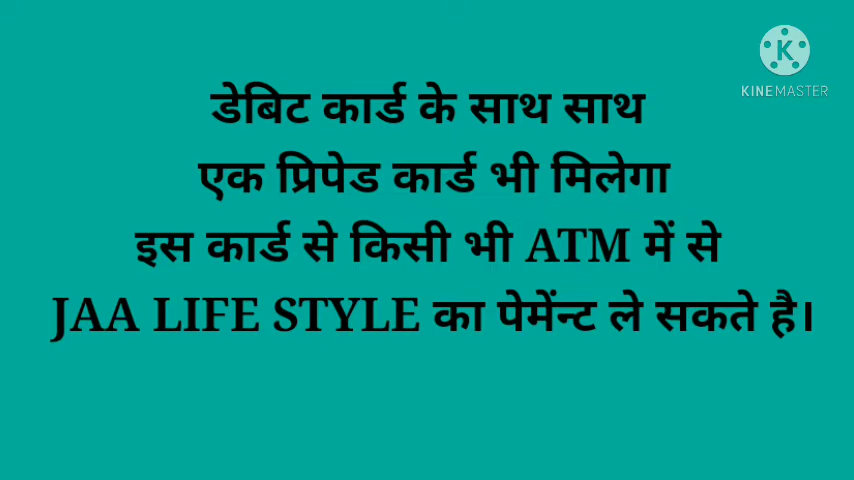 K
KINEMASTER
डेबिट कार्ड के साथ साथ
एक प्रिपेड कार्ड भी मिलेगा
इस कार्ड से किसी भी ATM में से
JAA LIFE STYLE का पेमेंन्ट ले सकते है।